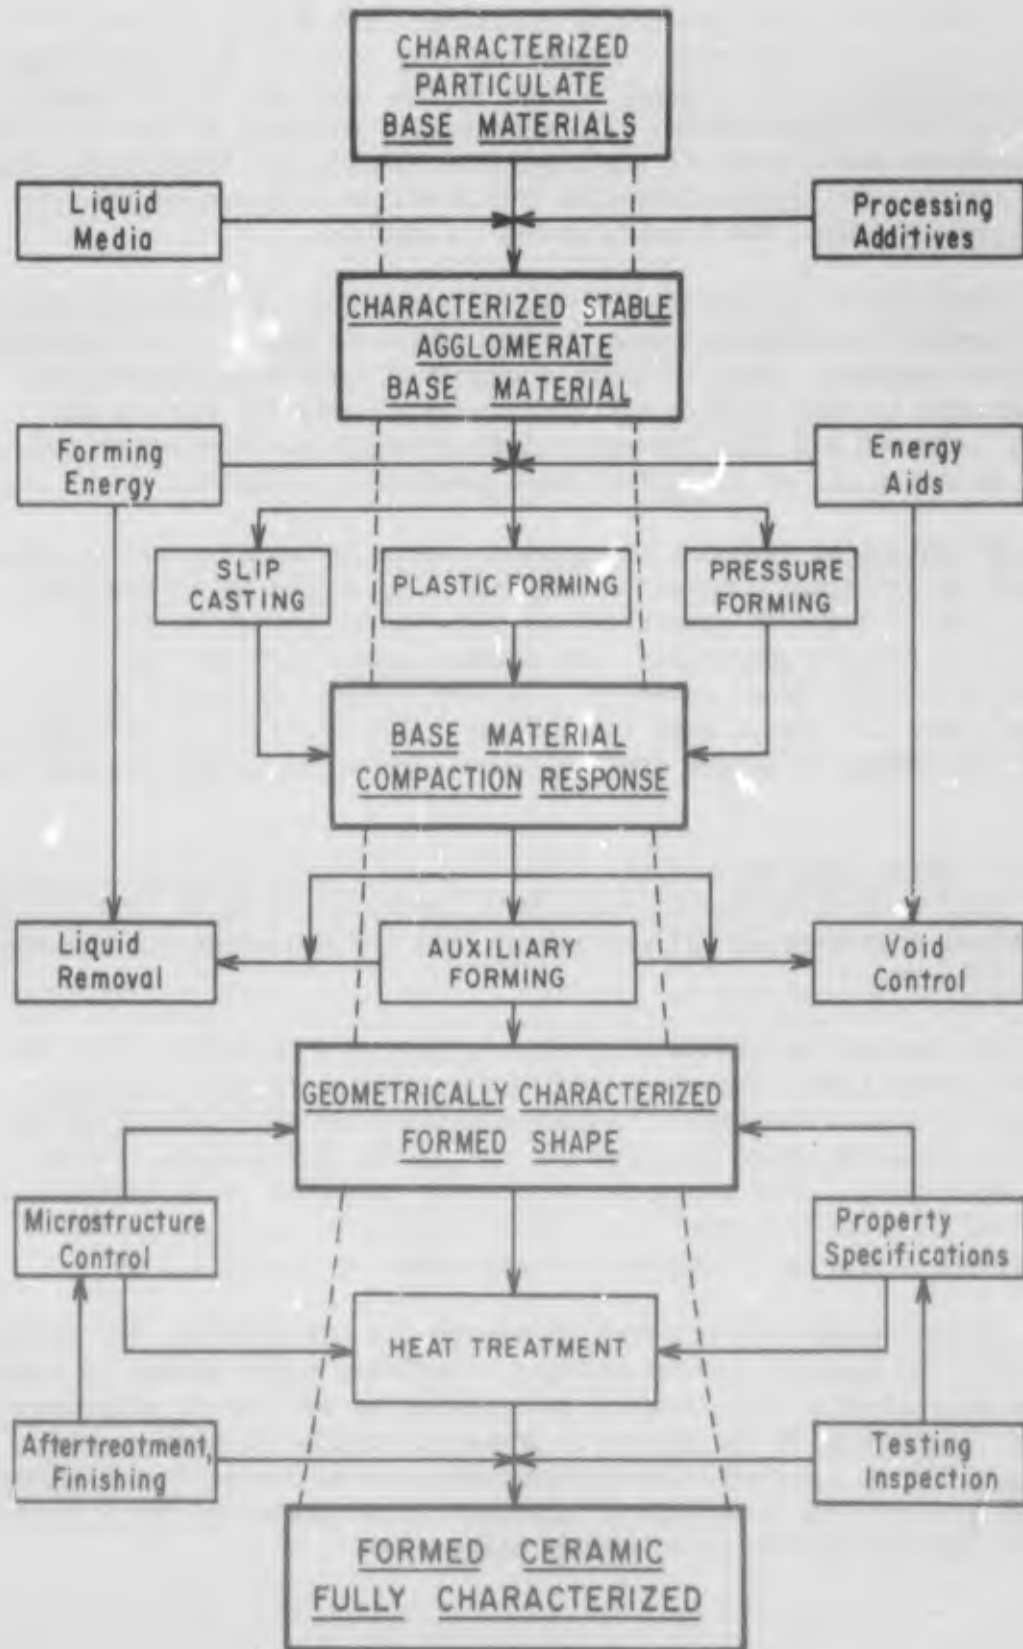 CHARACTERIZED
PARTICULATE
BASE MATERIALS
Liquid
Media
Processing
Additives
CHARACTERIZED STABLE
AGGLOMERATE
BASE MATERIAL
Forming
Energy
Energy
Aids
SLIP
CASTING
PLASTIC FORMING
PRESSURE
FORMING
BASE MATERIAL
COMPACTION RESPONSE
Liquid
Removal
AUXILIARY
FORMING
Void
Control
GEOMETRICALLY CHARACTERIZED
FORMED SHAPE
Microstructure
Control
Property
Specifications
HEAT TREATMENT
Aftertreatment,
Finishing
Testing
Inspection
FORMED CERAMIC
FULLY CHARACTERIZED